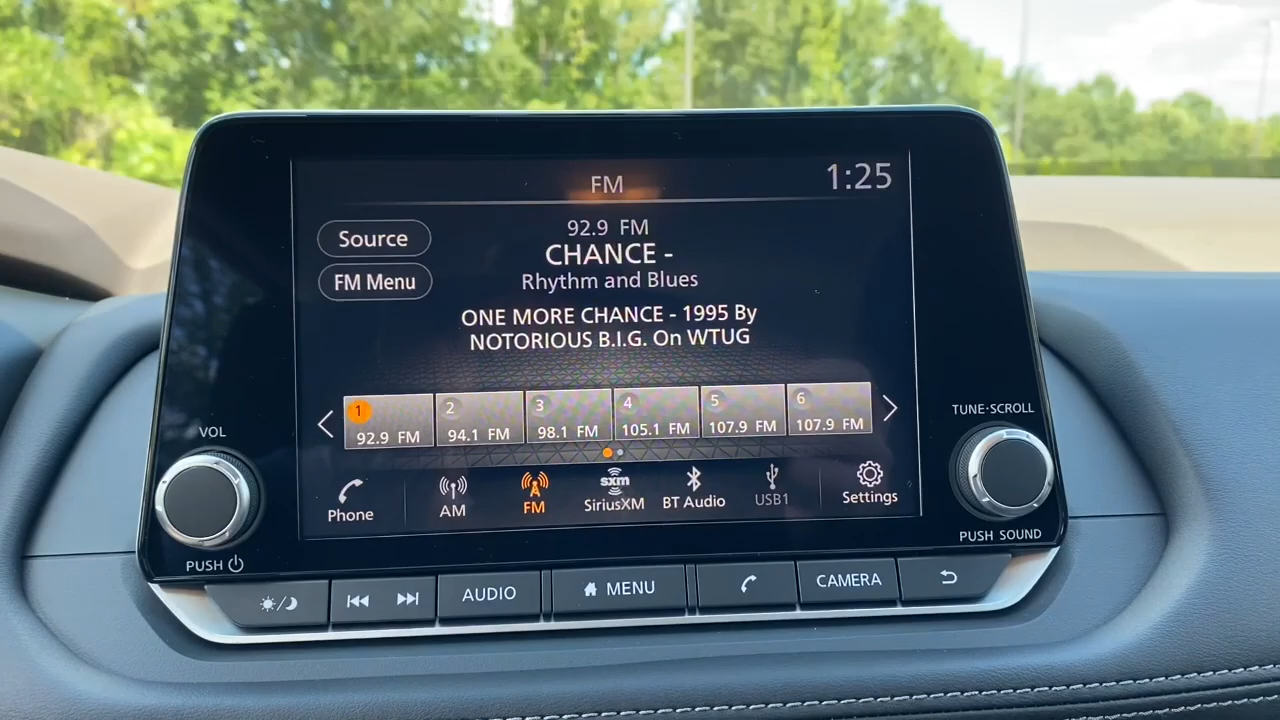 FM
1:25
Source
FM Menu
92.9 FM
CHANCE -
Rhythm and Blues
ONE MORE CHANCE - 1995 By
NOTORIOUS B.I.G. On WTUG
1
92.9 FM
2
94.1 FM
3
98.1 FM
4
105.1 FM
5
107.9 FM
6
107.9 FM
Phone
AM
FM
sxm
SiriusXM
BT Audio
USB1
Settings
VOL
PUSH
TUNE·SCROLL
PUSH SOUND
AUDIO
MENU
CAMERA